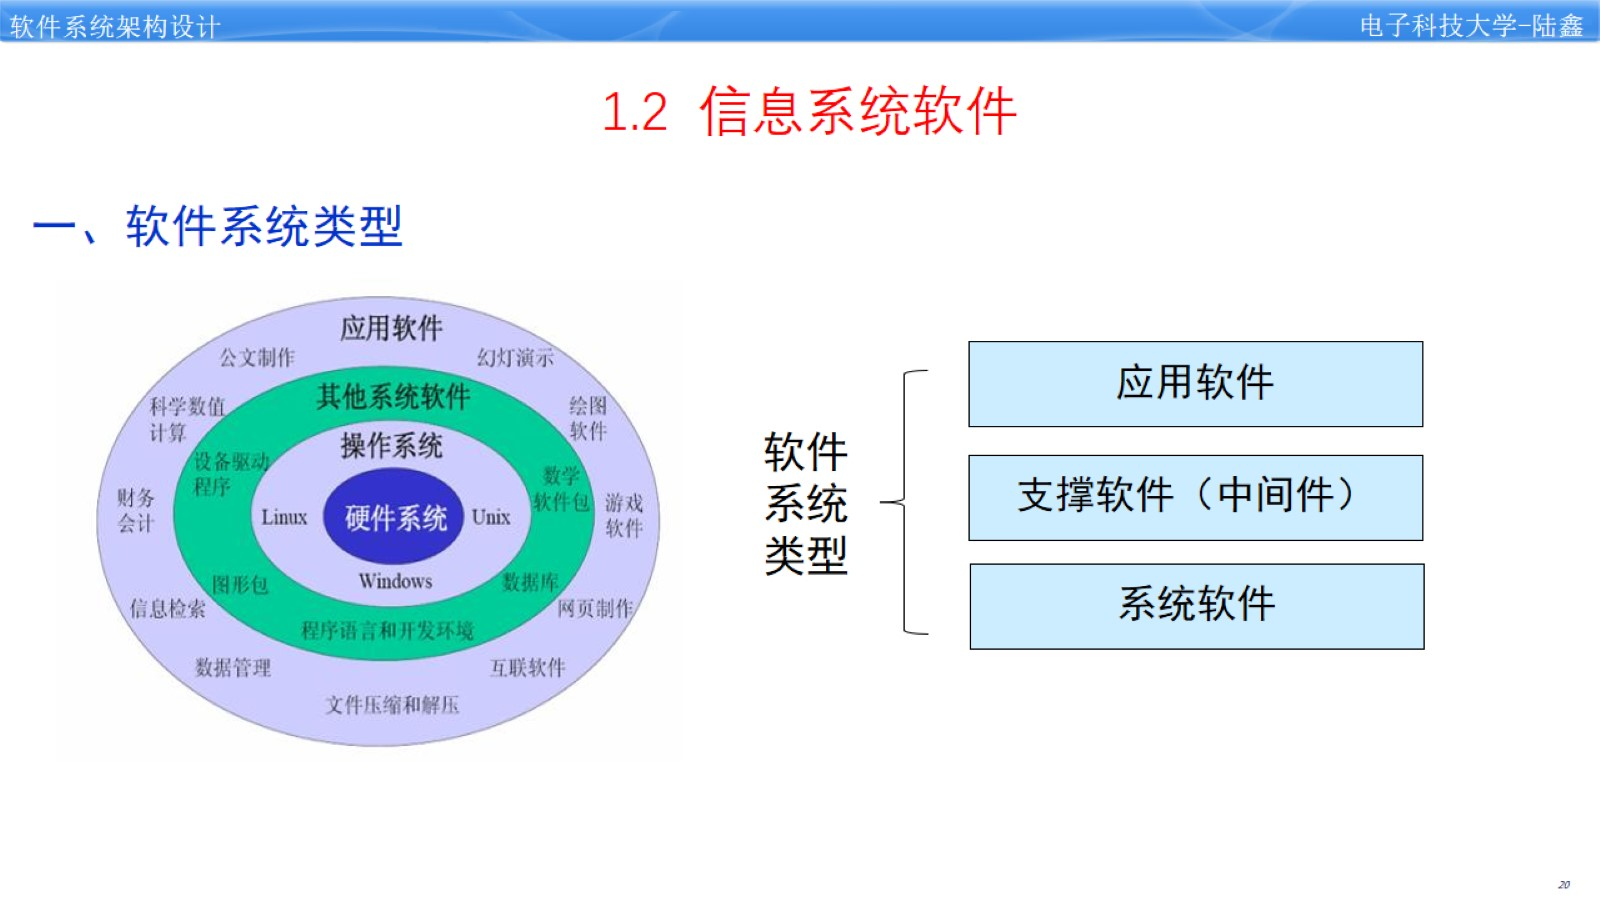 软件系统架构设计
电子科技大学-陆鑫
1.2 信息系统软件
一、软件系统类型
应用软件
公文制作
幻灯演示
其他系统软件
科学数值
计算
绘图
软件
操作系统
设备驱动
程序
数学
软件包
财务
会计
游戏
软件
Linux
硬件系统
Unix
Windows
图形包
数据库
信息检索
网页制作
程序语言和开发环境
数据管理
互联软件
文件压缩和解压
软件
系统
类型
应用软件
支撑软件（中间件）
系统软件
20